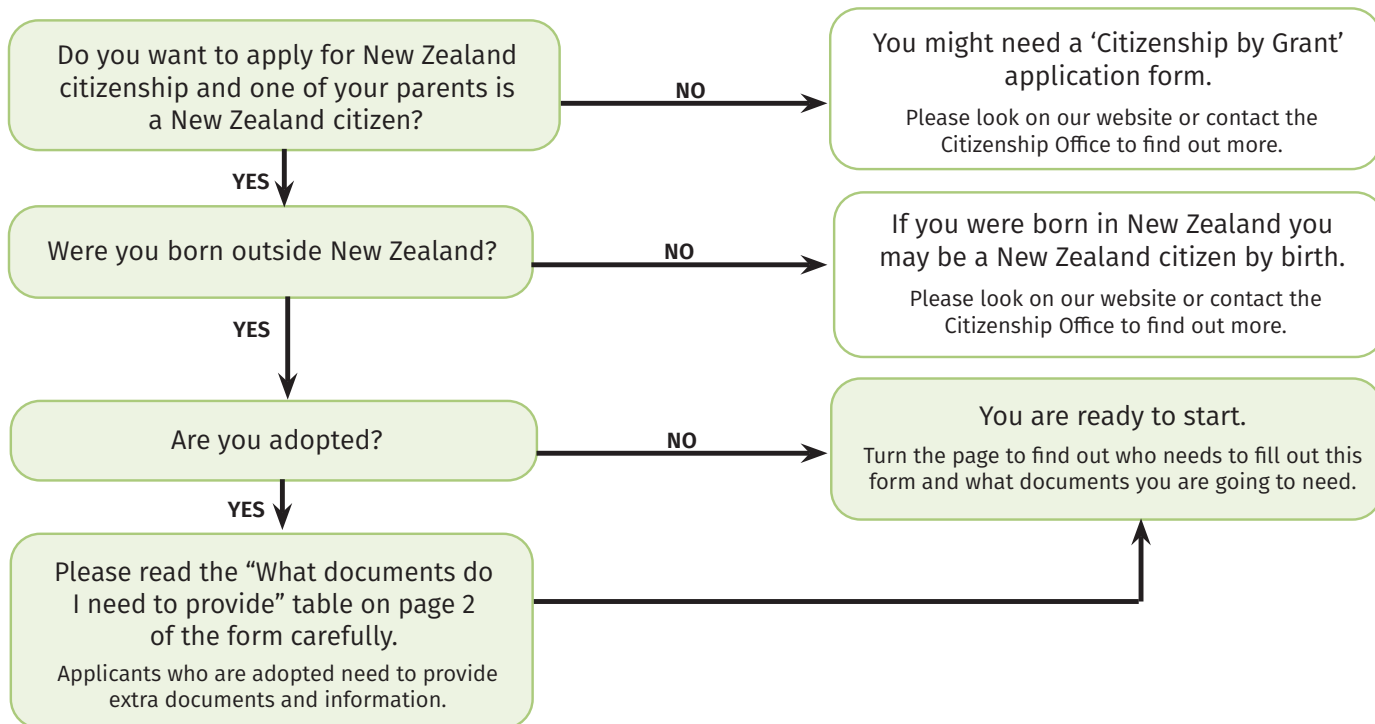 Do you want to apply for New Zealand
citizenship and one of your parents is
a New Zealand citizen?
NO
You might need a ‘Citizenship by Grant’
application form.
Please look on our website or contact the
Citizenship Office to find out more.
YES
Were you born outside New Zealand?
NO
If you were born in New Zealand you
may be a New Zealand citizen by birth.
Please look on our website or contact the
Citizenship Office to find out more.
YES
Are you adopted?
NO
You are ready to start.
Turn the page to find out who needs to fill out this
form and what documents you are going to need.
YES
Please read the “What documents do
I need to provide” table on page 2
of the form carefully.
Applicants who are adopted need to provide
extra documents and information.